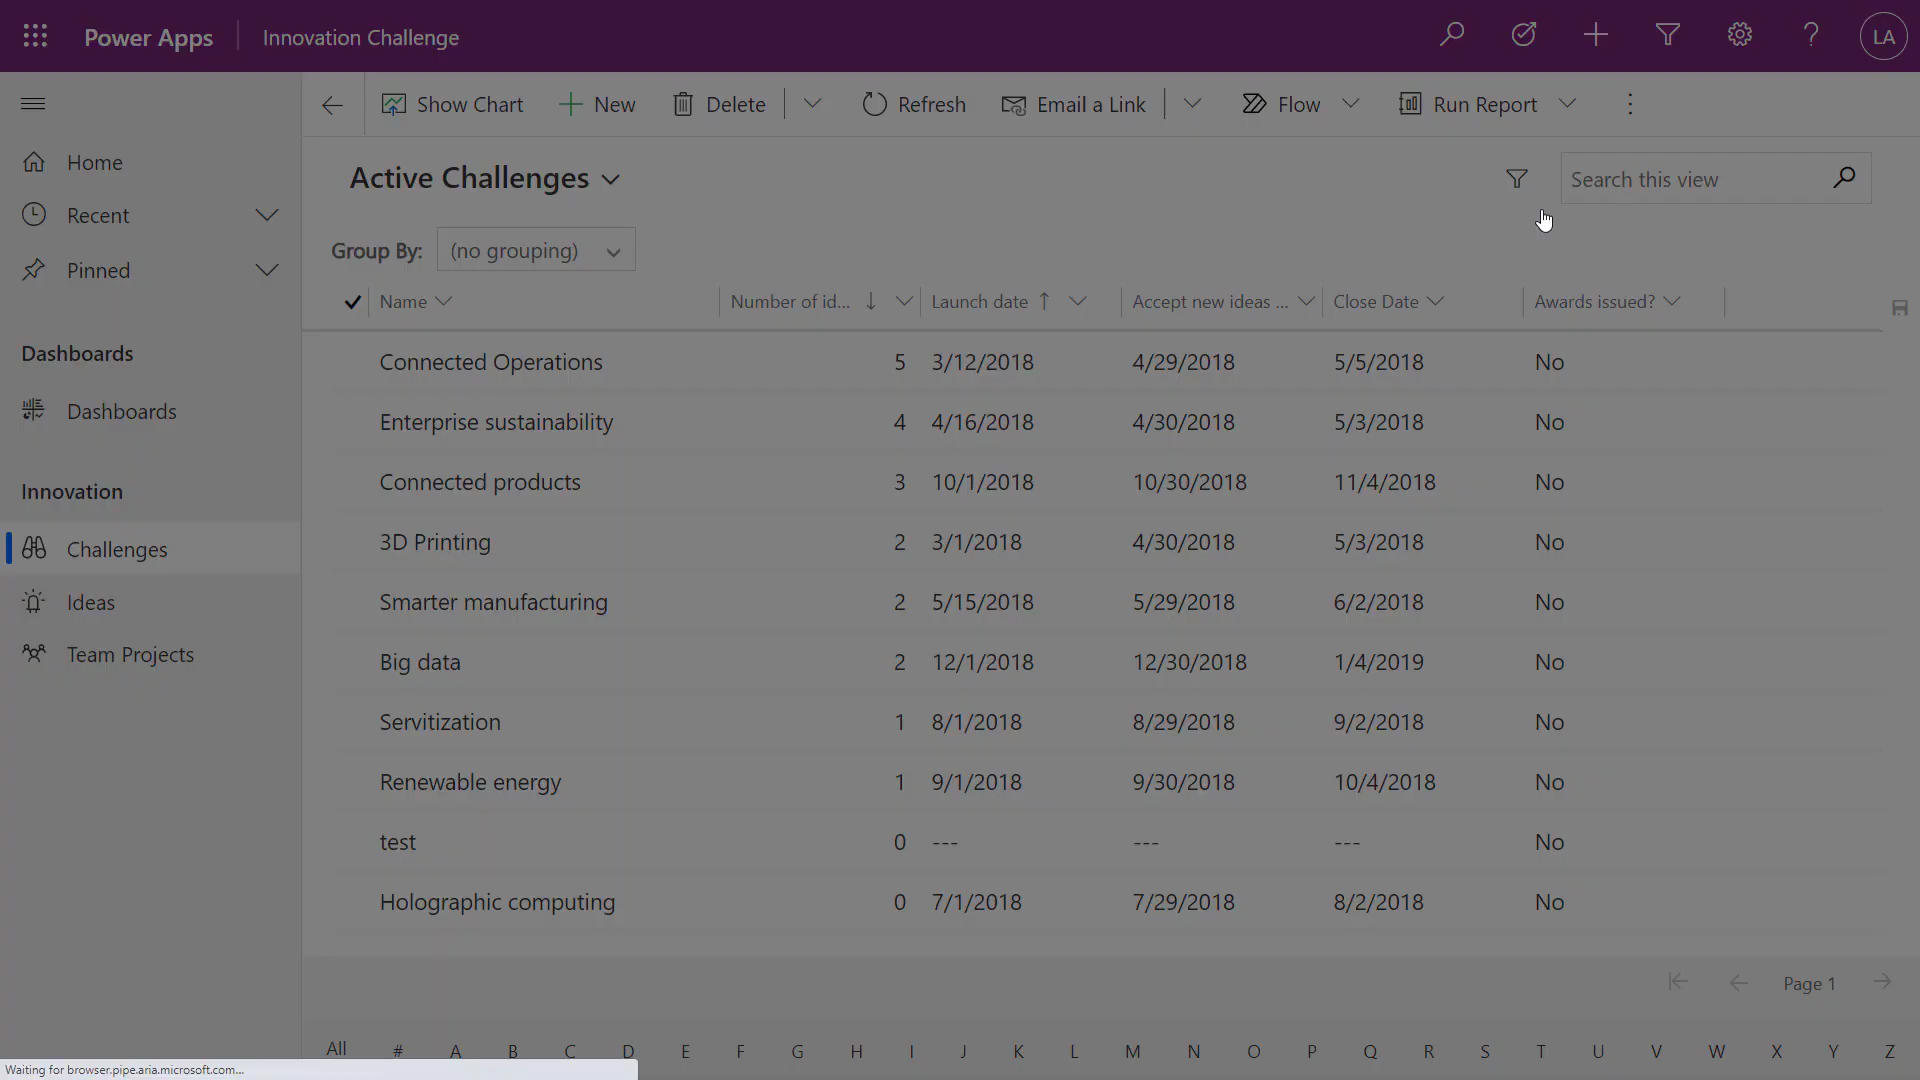 Power Apps Innovation Challenge LA
Show Chart New Delete Refresh Email a Link Flow Run Report
Home
Recent
Pinned
Dashboards
Dashboards
Innovation
Challenges
Ideas
Team Projects
Active Challenges Search this view
Group By: (no grouping)
Name Number of id... Launch date Accept new ideas ... Close Date Awards issued?
Connected Operations 5 3/12/2018 4/29/2018 5/5/2018 No
Enterprise sustainability 4 4/16/2018 4/30/2018 5/3/2018 No
Connected products 3 10/1/2018 10/30/2018 11/4/2018 No
3D Printing 2 3/1/2018 4/30/2018 5/3/2018 No
Smarter manufacturing 2 5/15/2018 5/29/2018 6/2/2018 No
Big data 2 12/1/2018 12/30/2018 1/4/2019 No
Servitization 1 8/1/2018 8/29/2018 9/2/2018 No
Renewable energy 1 9/1/2018 9/30/2018 10/4/2018 No
test 0 --- --- --- No
Holographic computing 0 7/1/2018 7/29/2018 8/2/2018 No
Page 1
All # A B C D E F G H I J K L M N O P Q R S T U V W X Y Z
Waiting for browser.pipe.aria.microsoft.com...